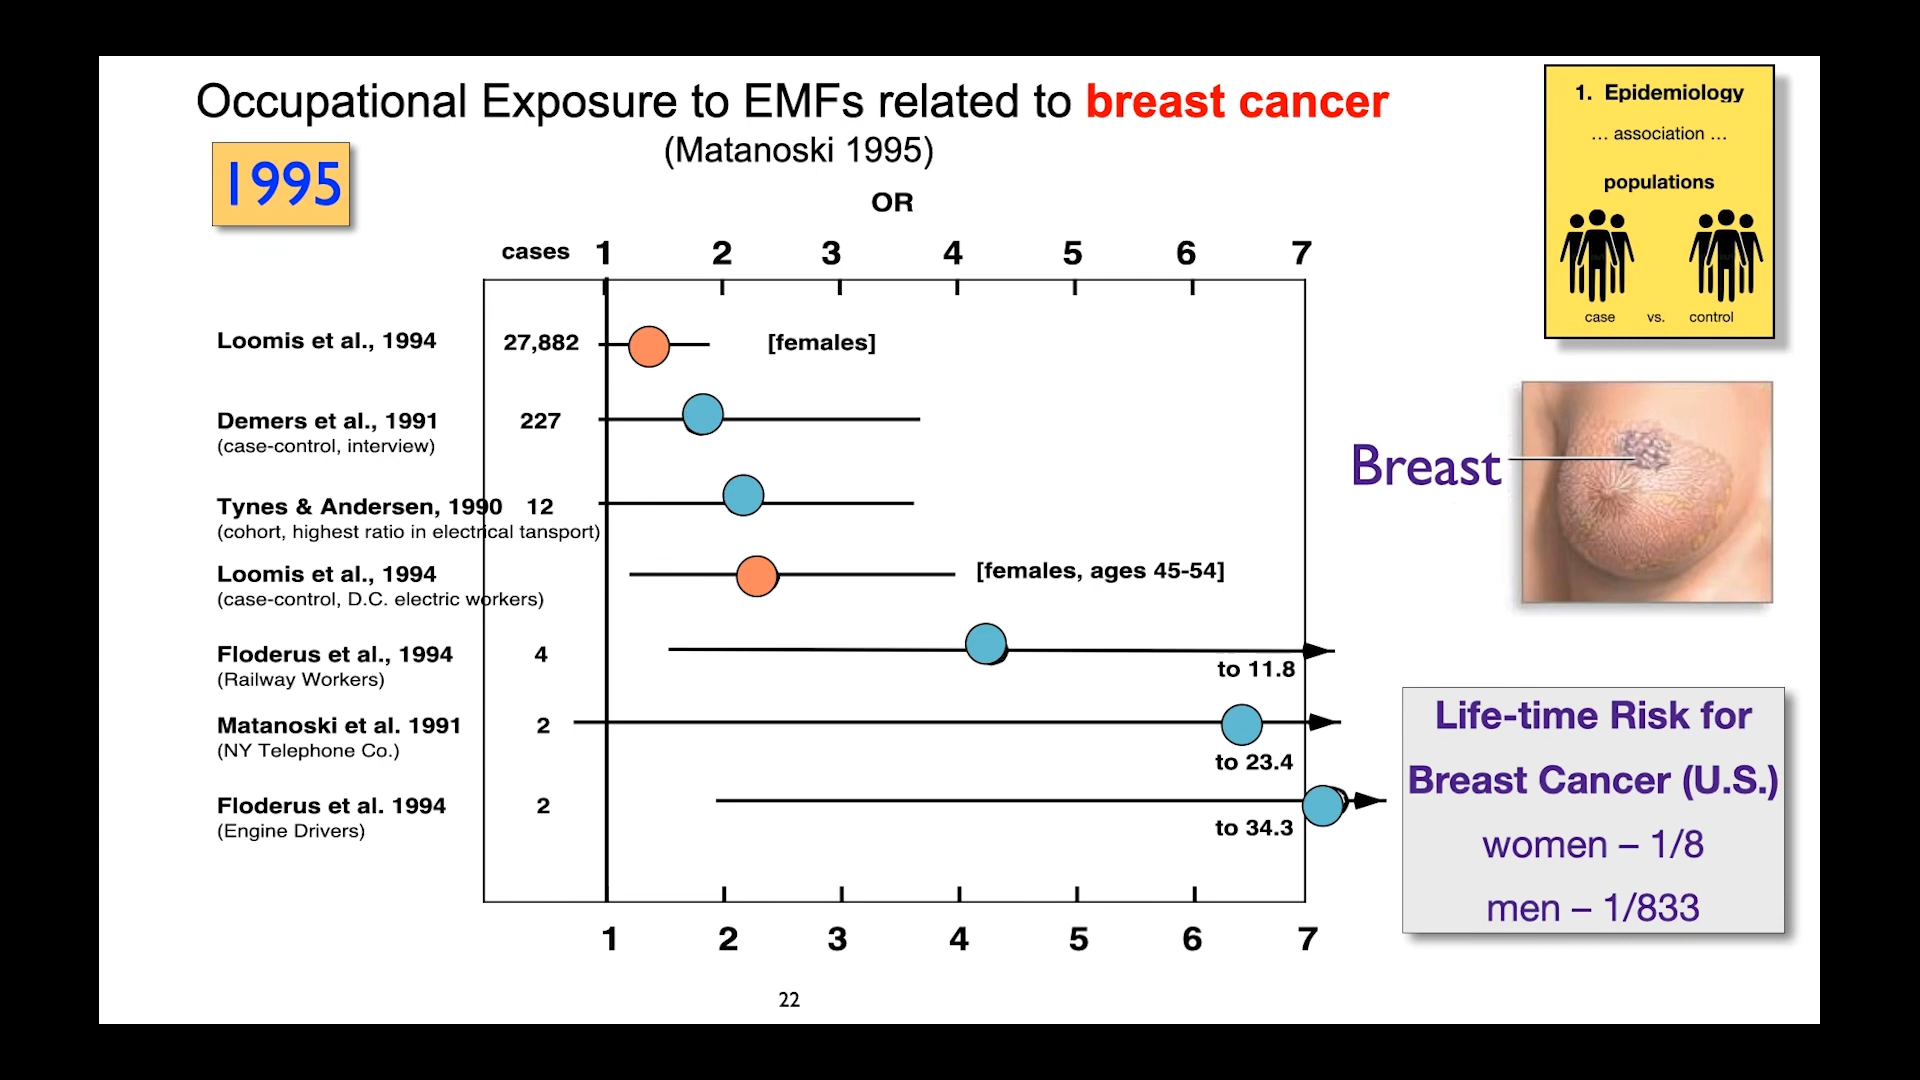 Occupational Exposure to EMFs related to breast cancer
(Matanoski 1995)
1995
OR
cases 1 2 3 4 5 6 7
Loomis et al., 1994 27,882 [females]
Demers et al., 1991 227
(case-control, interview)
Tynes & Andersen, 1990 12
(cohort, highest ratio in electrical tansport)
Loomis et al., 1994 [females, ages 45-54]
(case-control, D.C. electric workers)
Floderus et al., 1994 4
(Railway Workers) to 11.8
Matanoski et al. 1991 2
(NY Telephone Co.) to 23.4
Floderus et al. 1994 2
(Engine Drivers) to 34.3
1 2 3 4 5 6 7
22
1. Epidemiology
... association ...
populations
case vs. control
Breast
Life-time Risk for
Breast Cancer (U.S.)
women – 1/8
men – 1/833